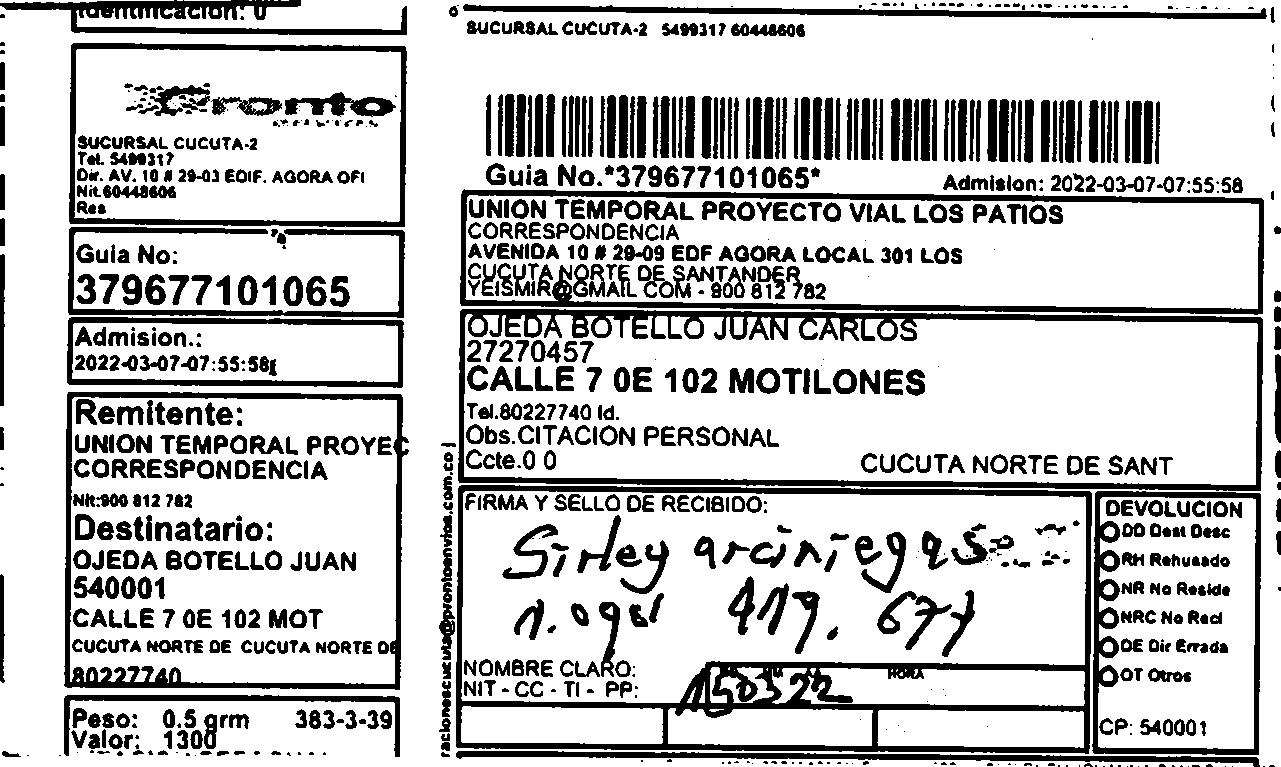 Identificacion: 0
Pronto
SUCURSAL CUCUTA-2
Tel. 5499317
Dir. AV. 10 # 29-03 EDIF. AGORA OFI
Nit.60448606
Res
Guia No:
379677101065
Admision.:
2022-03-07-07:55:58
Remitente:
UNION TEMPORAL PROYEC
CORRESPONDENCIA
Nit:900 812 782
Destinatario:
OJEDA BOTELLO JUAN
540001
CALLE 7 0E 102 MOT
CUCUTA NORTE DE CUCUTA NORTE DE
80227740
Peso: 0.5 grm 383-3-39
Valor: 1300
SUCURSAL CUCUTA-2 5499317 60448606
Guia No.*379677101065*
Admision: 2022-03-07-07:55:58
UNION TEMPORAL PROYECTO VIAL LOS PATIOS
CORRESPONDENCIA
AVENIDA 10 # 29-09 EDF AGORA LOCAL 301 LOS
CUCUTA NORTE DE SANTANDER
YEISMIR@GMAIL COM - 900 812 782
OJEDA BOTELLO JUAN CARLOS
27270457
CALLE 7 0E 102 MOTILONES
Tel.80227740 Id.
Obs.CITACION PERSONAL
Ccte.0 0
CUCUTA NORTE DE SANT
racionescucuta@prontoenvios.com.co
FIRMA Y SELLO DE RECIBIDO:
Sirley arciniegas
419. 677
NOMBRE CLARO:
NIT - CC - TI - PP:
150322
HORA
DEVOLUCION
DD Dest Desc
RH Rehusado
NR No Reside
NRC No Recl
DE Dir Errada
OT Otros
CP: 540001